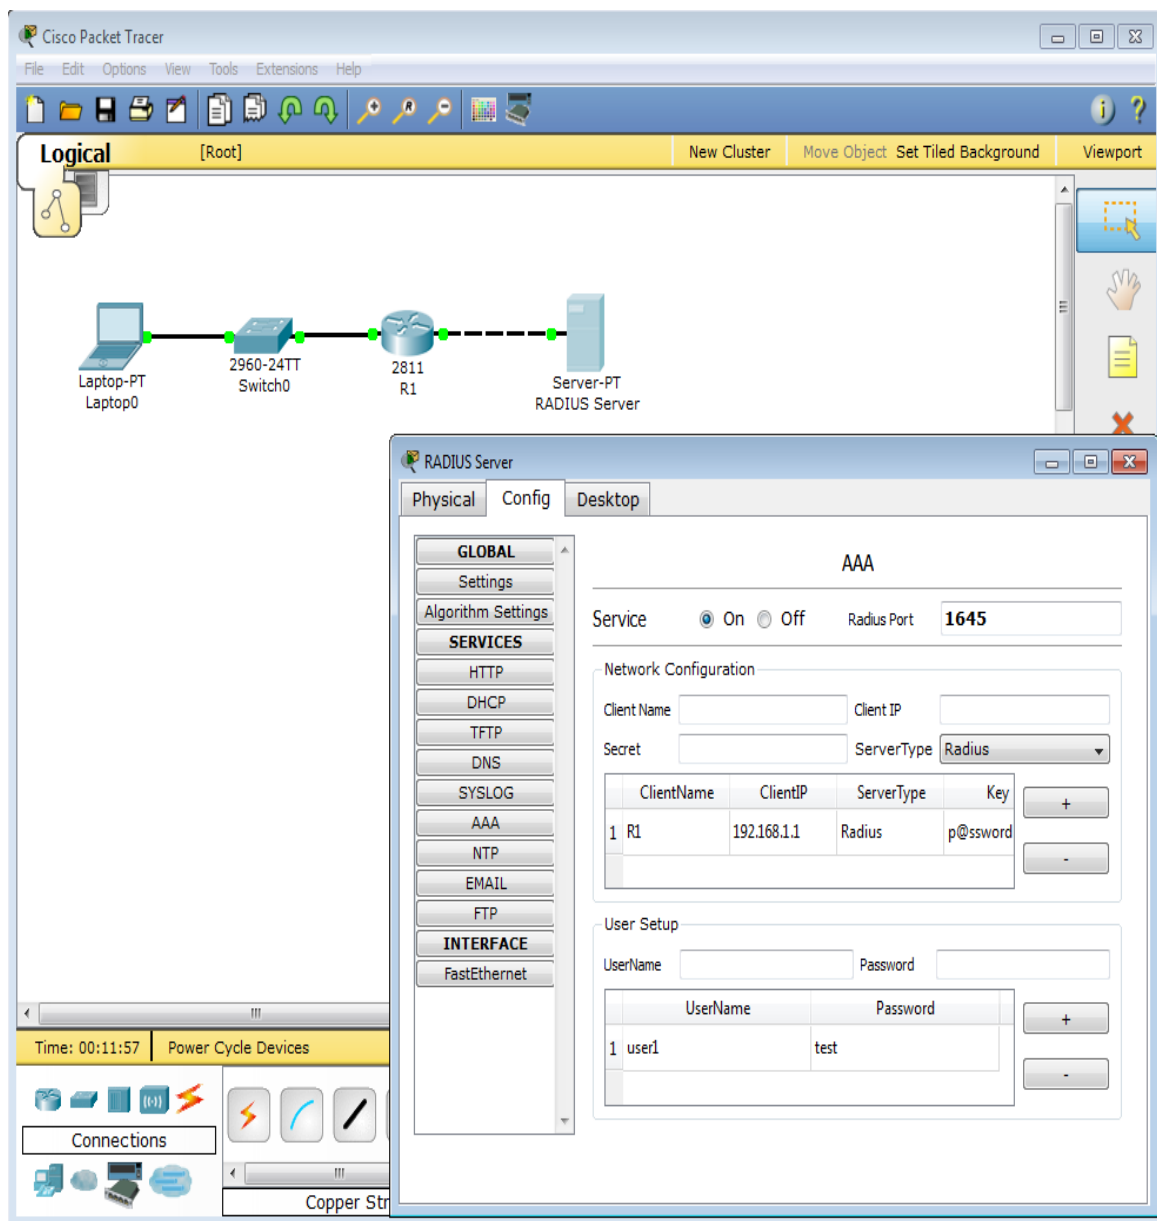 Cisco Packet Tracer
File Edit Options View Tools Extensions Help
i ?
Logical [Root] New Cluster Move Object Set Tiled Background Viewport
2960-24TT
Switch0
2811
R1
Laptop-PT
Laptop0
Server-PT
RADIUS Server
RADIUS Server
Physical Config Desktop
GLOBAL
Settings
Algorithm Settings
SERVICES
HTTP
DHCP
TFTP
DNS
SYSLOG
AAA
NTP
EMAIL
FTP
INTERFACE
FastEthernet
AAA
Service On Off Radius Port 1645
Network Configuration
Client Name Client IP
Secret ServerType Radius
ClientName ClientIP ServerType Key
1 R1 192.168.1.1 Radius p@ssword
+
-
User Setup
UserName Password
UserName Password
1 user1 test
+
-
Time: 00:11:57 Power Cycle Devices
Connections
Copper Str